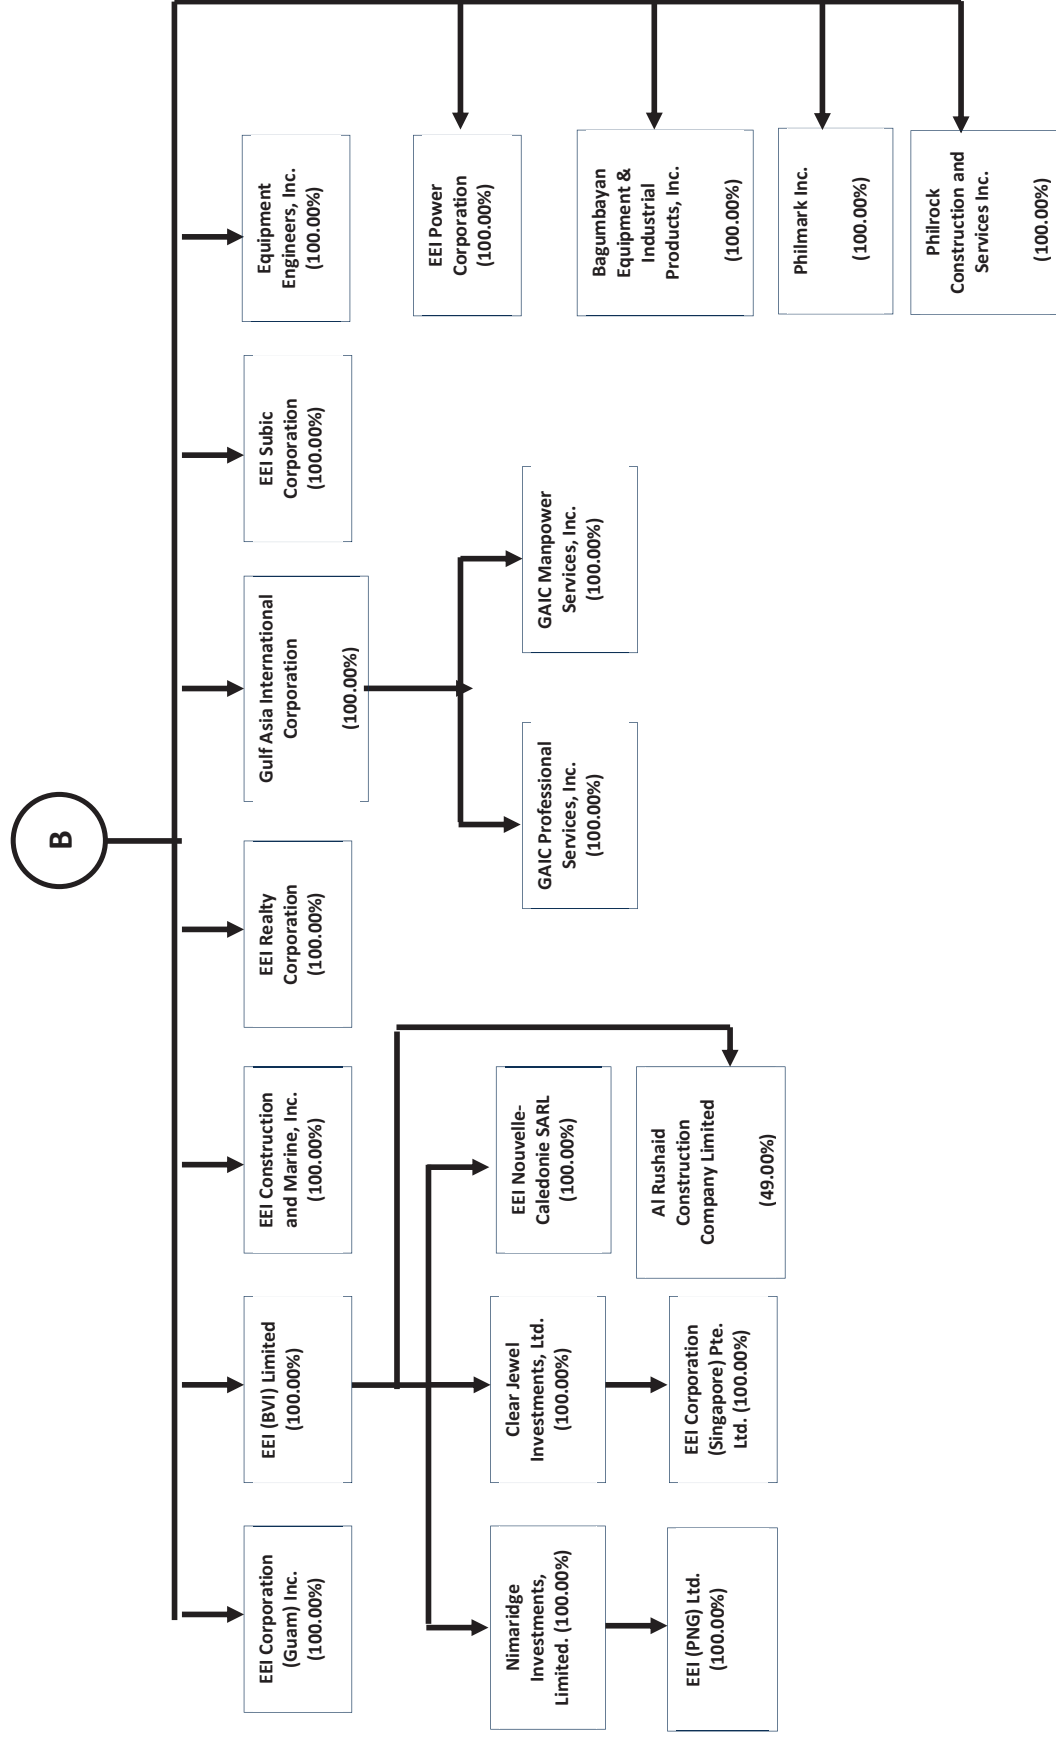 B
EEI Corporation
(Guam) Inc.
(100.00%)
EEI (BVI) Limited
(100.00%)
EEI Construction
and Marine, Inc.
(100.00%)
EEI Realty
Corporation
(100.00%)
Gulf Asia International
Corporation
(100.00%)
EEI Subic
Corporation
(100.00%)
Equipment
Engineers, Inc.
(100.00%)
EEI Power
Corporation
(100.00%)
Bagumbayan
Equipment &
Industrial
Products, Inc.
(100.00%)
Philmark Inc.
(100.00%)
Philrock
Construction and
Services Inc.
(100.00%)
Nimaridge
Investments,
Limited. (100.00%)
Clear Jewel
Investments, Ltd.
(100.00%)
EEI Nouvelle-
Caledonie SARL
(100.00%)
GAIC Professional
Services, Inc.
(100.00%)
GAIC Manpower
Services, Inc.
(100.00%)
EEI (PNG) Ltd.
(100.00%)
EEI Corporation
(Singapore) Pte.
Ltd. (100.00%)
Al Rushaid
Construction
Company Limited
(49.00%)